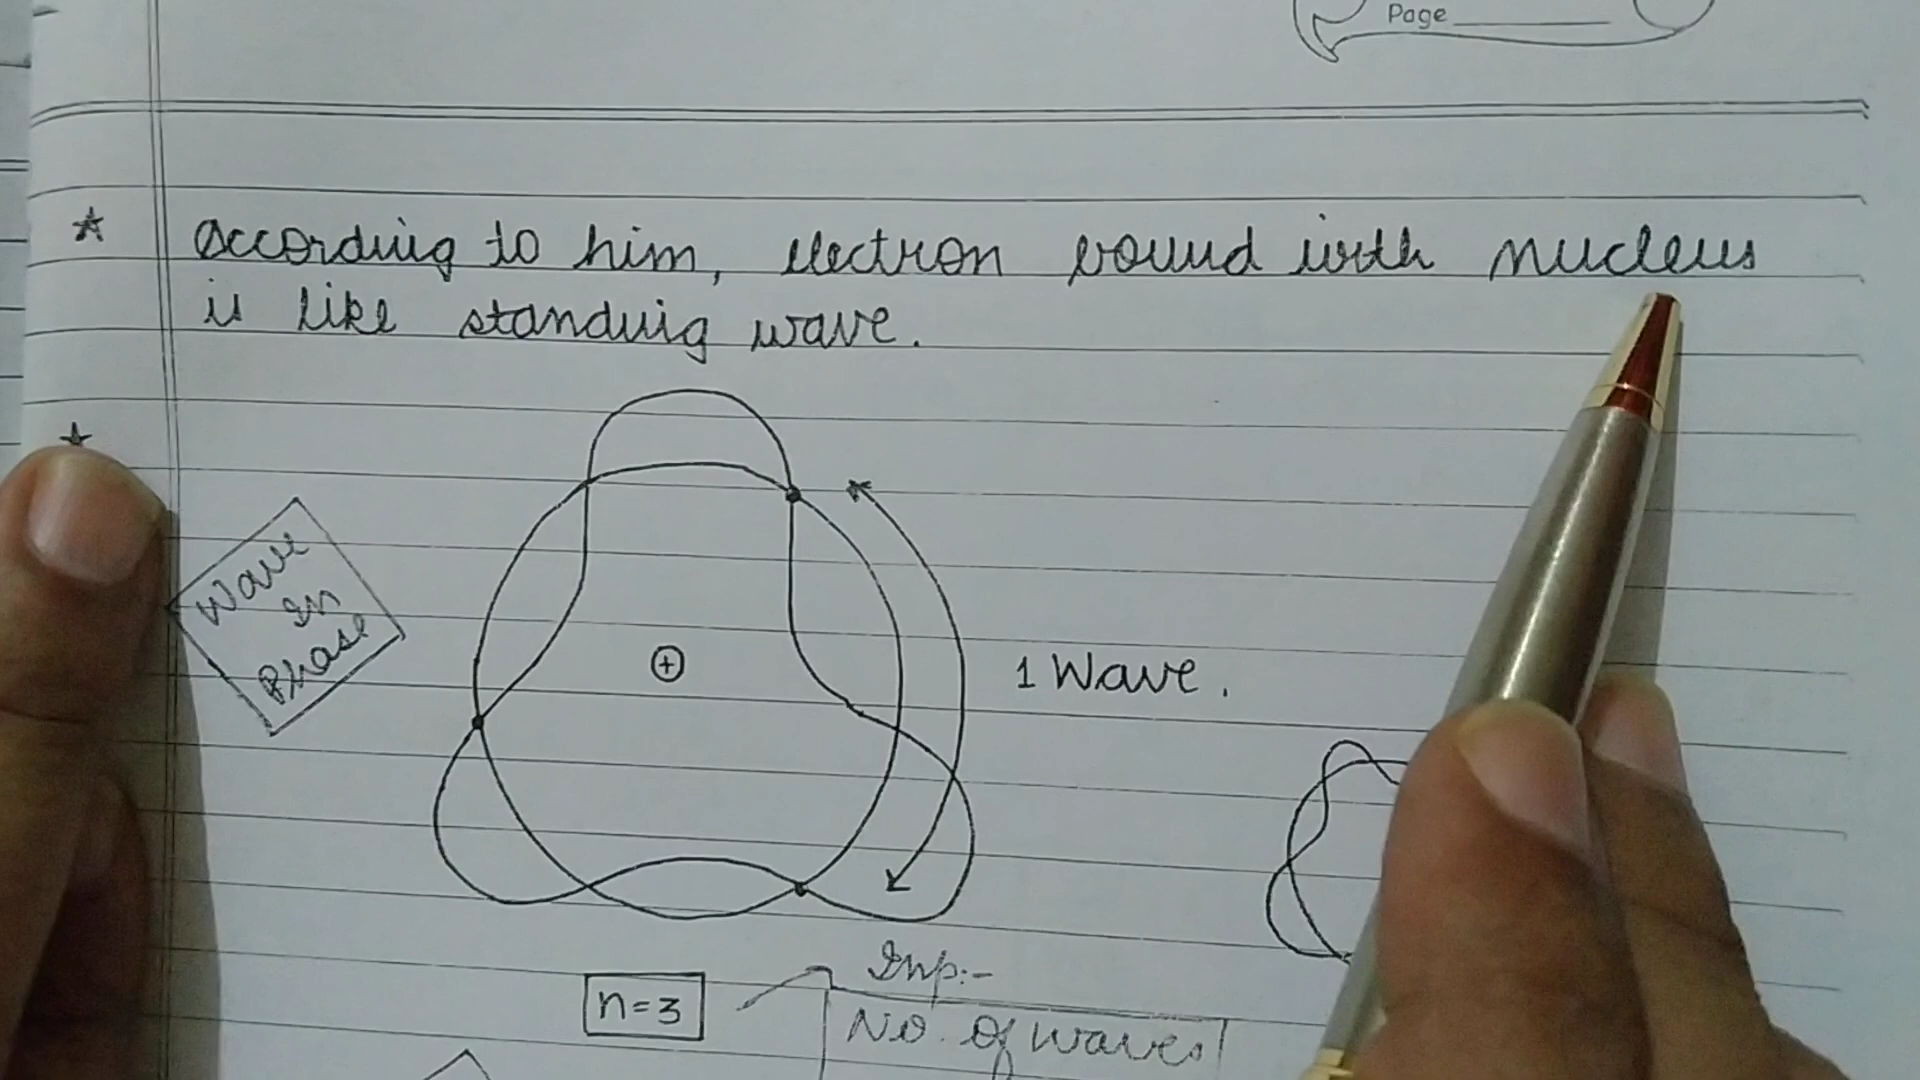 Page
★ According to him, electron bound with nucleus
is like standing wave.
★
Wave
in
Phase
+
1 Wave.
n=3
Imp:-
No. of waves